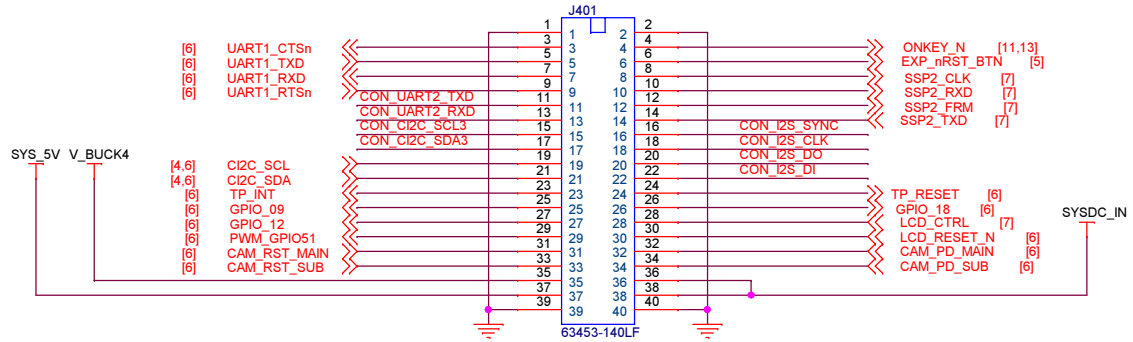 J401
1 1 2 2
[6] UART1_CTSn 3 3 4 4 ONKEY_N [11,13]
[6] UART1_TXD 5 5 6 6 EXP_nRST_BTN [5]
[6] UART1_RXD 7 7 8 8 SSP2_CLK [7]
[6] UART1_RTSn 9 9 10 10 SSP2_RXD [7]
CON_UART2_TXD 11 11 12 12 SSP2_FRM [7]
CON_UART2_RXD 13 13 14 14 SSP2_TXD [7]
CON_CI2C_SCL3 15 15 16 16 CON_I2S_SYNC
CON_CI2C_SDA3 17 17 18 18 CON_I2S_CLK
SYS_5V V_BUCK4
[4,6] CI2C_SCL 19 19 20 20 CON_I2S_DO
[4,6] CI2C_SDA 21 21 22 22 CON_I2S_DI
[6] TP_INT 23 23 24 24 TP_RESET [6]
[6] GPIO_09 25 25 26 26 GPIO_18 [6]
SYSDC_IN
[6] GPIO_12 27 27 28 28 LCD_CTRL [7]
[6] PWM_GPIO51 29 29 30 30 LCD_RESET_N [6]
[6] CAM_RST_MAIN 31 31 32 32 CAM_PD_MAIN [6]
[6] CAM_RST_SUB 33 33 34 34 CAM_PD_SUB [6]
35 35 36 36
37 37 38 38
39 39 40 40
63453-140LF